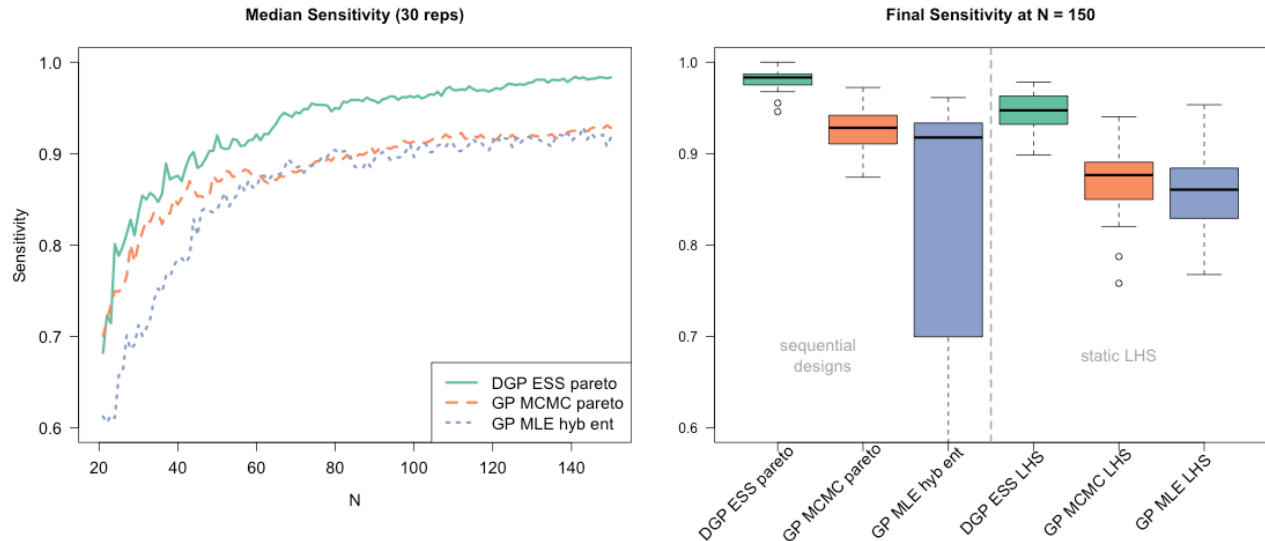 Median Sensitivity (30 reps)
Sensitivity
1.0
0.9
0.8
0.7
0.6
20
40
60
80
100
120
140
N
DGP ESS pareto
GP MCMC pareto
GP MLE hyb ent
Final Sensitivity at N = 150
1.0
0.9
0.8
0.7
0.6
sequential
designs
static LHS
DGP ESS pareto
GP MCMC pareto
GP MLE hyb ent
DGP ESS LHS
GP MCMC LHS
GP MLE LHS